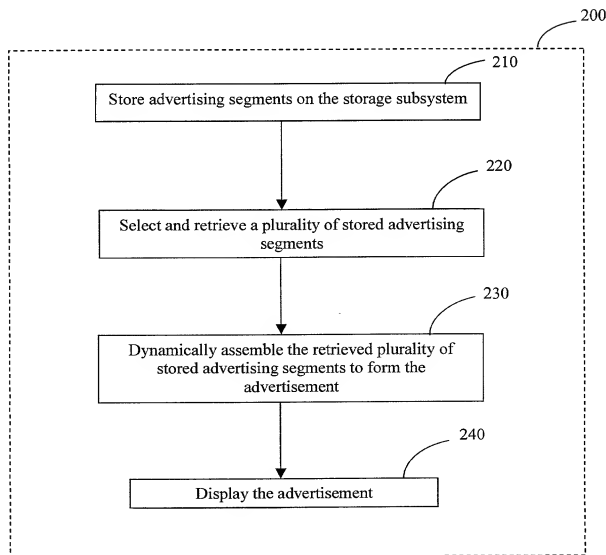 200
210
Store advertising segments on the storage subsystem
220
Select and retrieve a plurality of stored advertising
segments
230
Dynamically assemble the retrieved plurality of
stored advertising segments to form the
advertisement
240
Display the advertisement